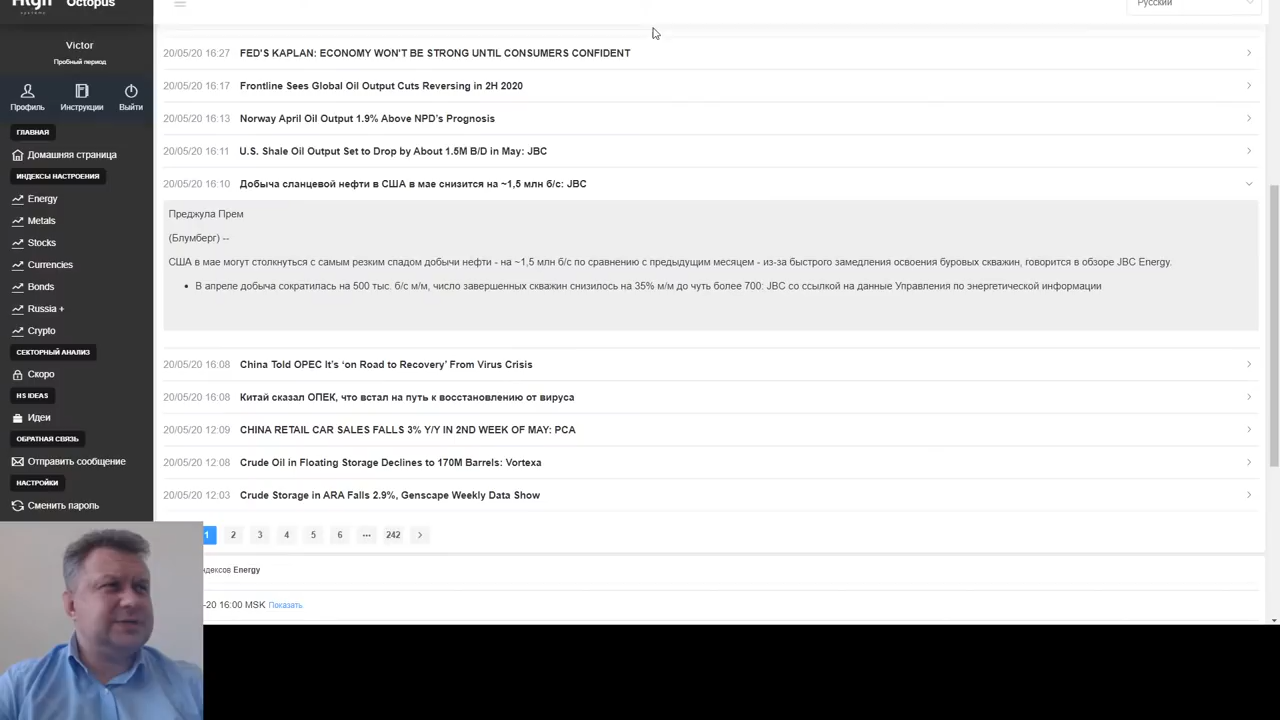 Octopus
Русский
Victor
Пробный период
Профиль Инструкции Выйти
ГЛАВНАЯ
Домашняя страница
ИНДЕКСЫ НАСТРОЕНИЯ
Energy
Metals
Stocks
Currencies
Bonds
Russia +
Crypto
СЕКТОРНЫЙ АНАЛИЗ
Скоро
HS IDEAS
Идеи
ОБРАТНАЯ СВЯЗЬ
Отправить сообщение
НАСТРОЙКИ
Сменить пароль
20/05/20 16:27 FED'S KAPLAN: ECONOMY WON'T BE STRONG UNTIL CONSUMERS CONFIDENT
20/05/20 16:17 Frontline Sees Global Oil Output Cuts Reversing in 2H 2020
20/05/20 16:13 Norway April Oil Output 1.9% Above NPD's Prognosis
20/05/20 16:11 U.S. Shale Oil Output Set to Drop by About 1.5M B/D in May: JBC
20/05/20 16:10 Добыча сланцевой нефти в США в мае снизится на ~1,5 млн б/с: JBC
Преджула Прем
(Блумберг) --
США в мае могут столкнуться с самым резким спадом добычи нефти - на ~1,5 млн б/с по сравнению с предыдущим месяцем - из-за быстрого замедления освоения буровых скважин, говорится в обзоре JBC Energy.
• В апреле добыча сократилась на 500 тыс. б/с м/м, число завершенных скважин снизилось на 35% м/м до чуть более 700: JBC со ссылкой на данные Управления по энергетической информации
20/05/20 16:08 China Told OPEC It's 'on Road to Recovery' From Virus Crisis
20/05/20 16:08 Китай сказал ОПЕК, что встал на путь к восстановлению от вируса
20/05/20 12:09 CHINA RETAIL CAR SALES FALLS 3% Y/Y IN 2ND WEEK OF MAY: PCA
20/05/20 12:08 Crude Oil in Floating Storage Declines to 170M Barrels: Vortexa
20/05/20 12:03 Crude Storage in ARA Falls 2.9%, Genscape Weekly Data Show
1 2 3 4 5 6 ••• 242
ндексов Energy
-20 16:00 MSK Показать